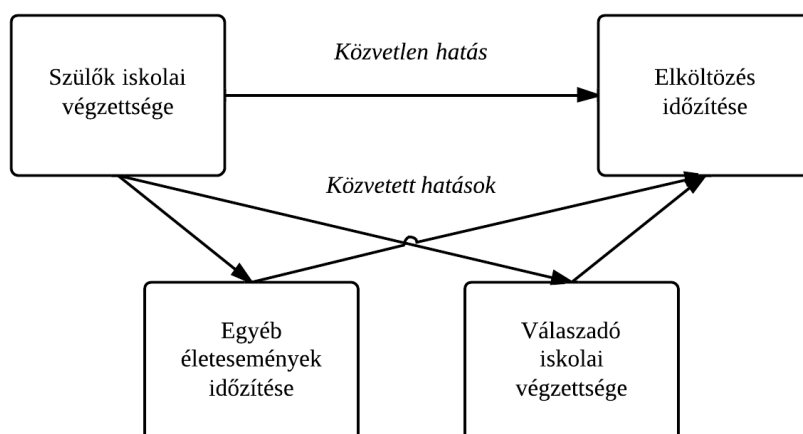 Szülők iskolai
végzettsége
Közvetlen hatás
Elköltözés
időzítése
Közvetett hatások
Egyéb
életesemények
időzítése
Válaszadó
iskolai
végzettsége